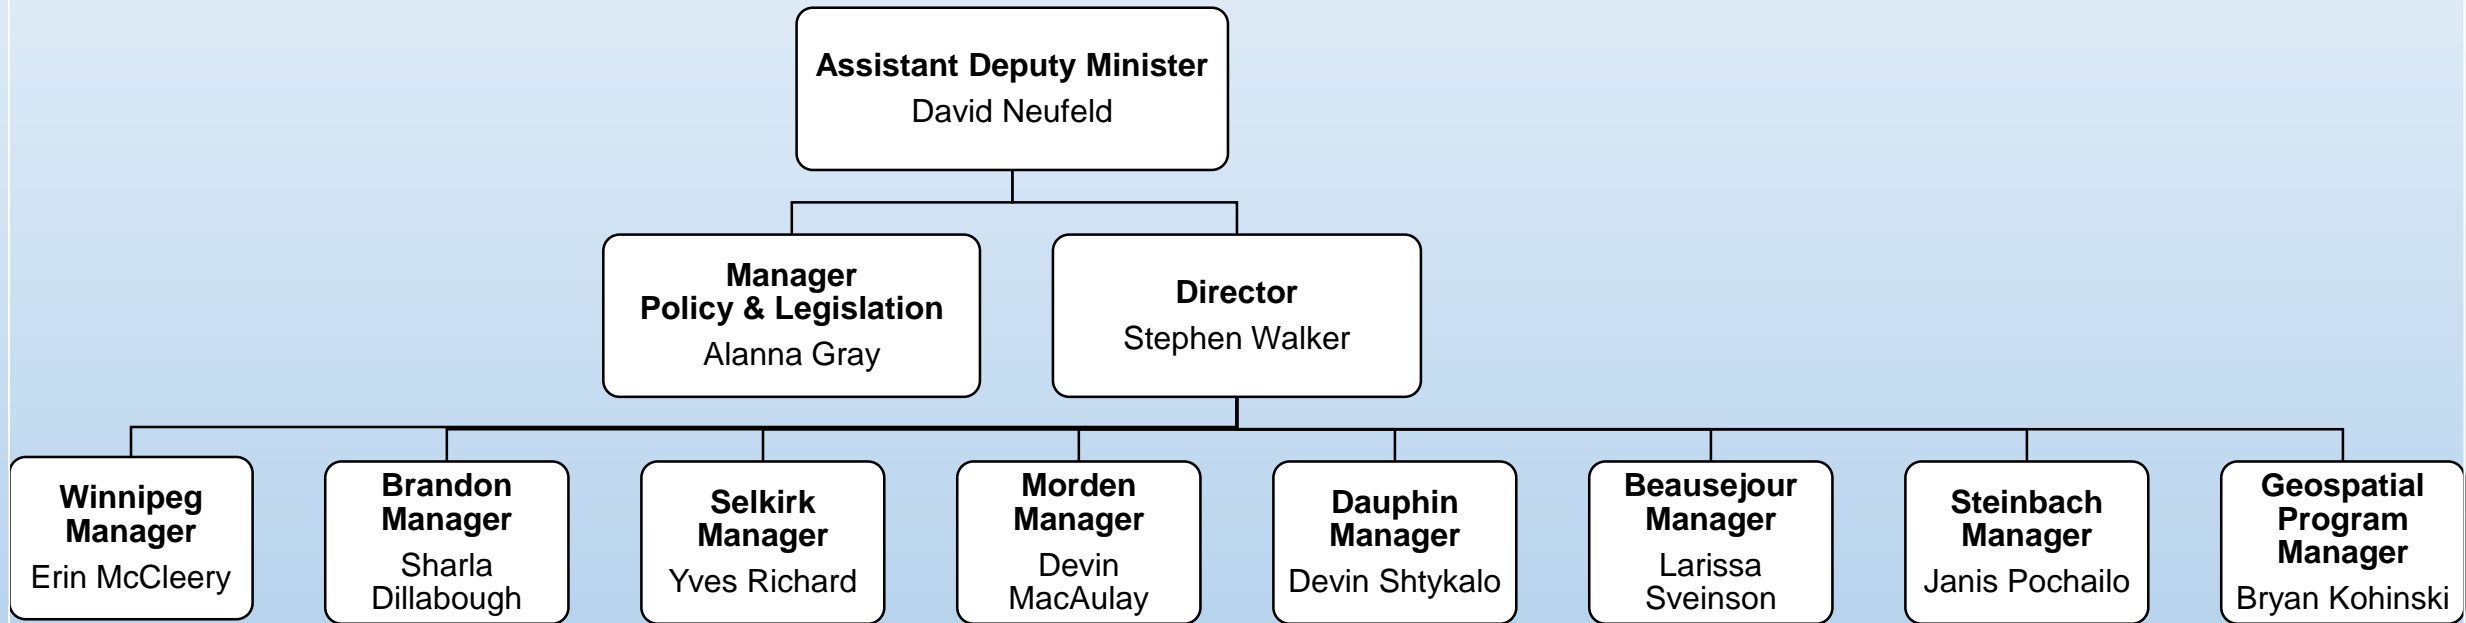 Assistant Deputy Minister
David Neufeld
Manager
Policy & Legislation
Alanna Gray
Director
Stephen Walker
Winnipeg
Manager
Erin McCleery
Brandon
Manager
Sharla
Dillabough
Selkirk
Manager
Yves Richard
Morden
Manager
Devin
MacAulay
Dauphin
Manager
Devin Shtykalo
Beausejour
Manager
Larissa
Sveinson
Steinbach
Manager
Janis Pochailo
Geospatial
Program
Manager
Bryan Kohinski